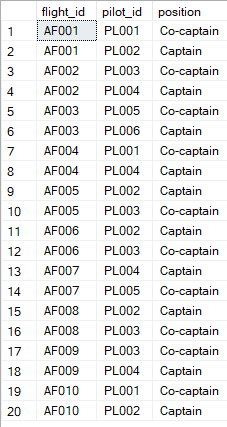 flight_id pilot_id position
1 AF001 PL001 Co-captain
2 AF001 PL002 Captain
3 AF002 PL003 Co-captain
4 AF002 PL004 Captain
5 AF003 PL005 Co-captain
6 AF003 PL006 Captain
7 AF004 PL001 Co-captain
8 AF004 PL004 Captain
9 AF005 PL002 Captain
10 AF005 PL003 Co-captain
11 AF006 PL002 Captain
12 AF006 PL003 Co-captain
13 AF007 PL004 Captain
14 AF007 PL005 Co-captain
15 AF008 PL002 Captain
16 AF008 PL003 Co-captain
17 AF009 PL003 Co-captain
18 AF009 PL004 Captain
19 AF010 PL001 Co-captain
20 AF010 PL002 Captain